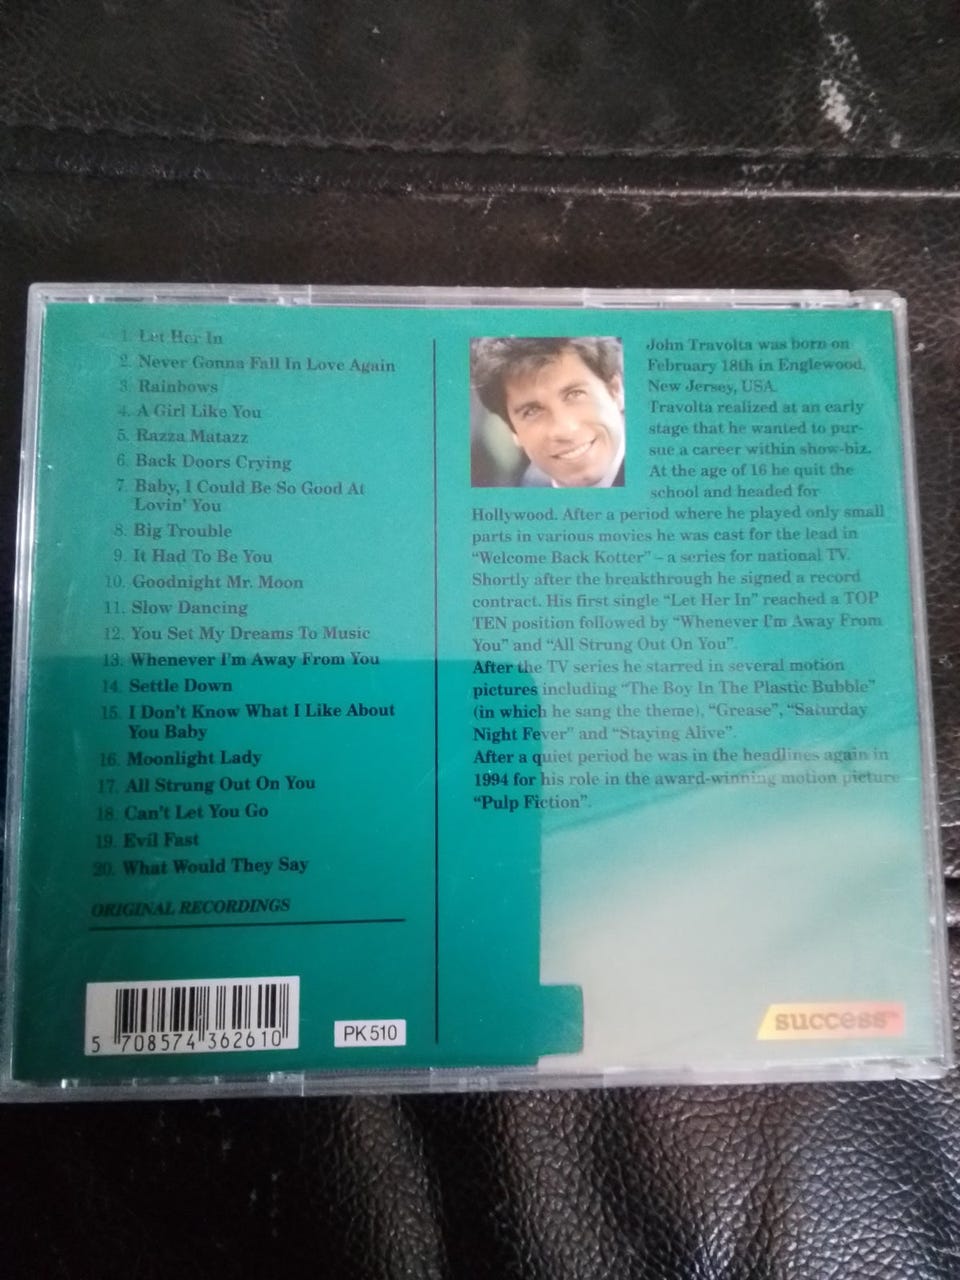 1. Let Her In
2. Never Gonna Fall In Love Again
3. Rainbows
4. A Girl Like You
5. Razza Matazz
6. Back Doors Crying
7. Baby, I Could Be So Good At
Lovin' You
8. Big Trouble
9. It Had To Be You
10. Goodnight Mr. Moon
11. Slow Dancing
12. You Set My Dreams To Music
13. Whenever I'm Away From You
14. Settle Down
15. I Don't Know What I Like About
You Baby
16. Moonlight Lady
17. All Strung Out On You
18. Can't Let You Go
19. Evil Fast
20. What Would They Say
ORIGINAL RECORDINGS
5 708574 362610
PK 510
John Travolta was born on
February 18th in Englewood,
New Jersey, USA.
Travolta realized at an early
stage that he wanted to pur-
sue a career within show-biz.
At the age of 16 he quit the
school and headed for
Hollywood. After a period where he played only small
parts in various movies he was cast for the lead in
“Welcome Back Kotter” – a series for national TV.
Shortly after the breakthrough he signed a record
contract. His first single “Let Her In” reached a TOP
TEN position followed by “Whenever I'm Away From
You” and “All Strung Out On You”.
After the TV series he starred in several motion
pictures including “The Boy In The Plastic Bubble”
(in which he sang the theme), “Grease”, “Saturday
Night Fever” and “Staying Alive”.
After a quiet period he was in the headlines again in
1994 for his role in the award-winning motion picture
“Pulp Fiction”.
success